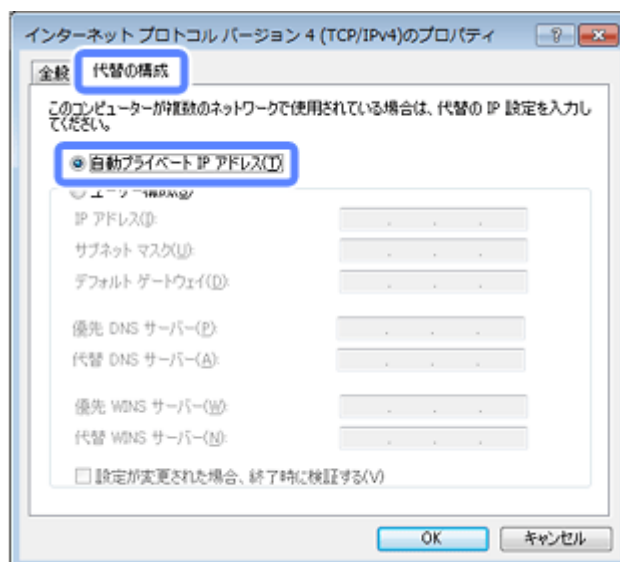 インターネット プロトコル バージョン 4 (TCP/IPv4)のプロパティ
全般
代替の構成
このコンピューターが複数のネットワークで使用されている場合は、代替の IP 設定を入力し
てください。
自動プライベート IP アドレス(T)
ユーザー構成(S)
IP アドレス(I):
サブネット マスク(U):
デフォルト ゲートウェイ(D):
優先 DNS サーバー(P):
代替 DNS サーバー(A):
優先 WINS サーバー(W):
代替 WINS サーバー(N):
設定が変更された場合、終了時に検証する(V)
OK
キャンセル